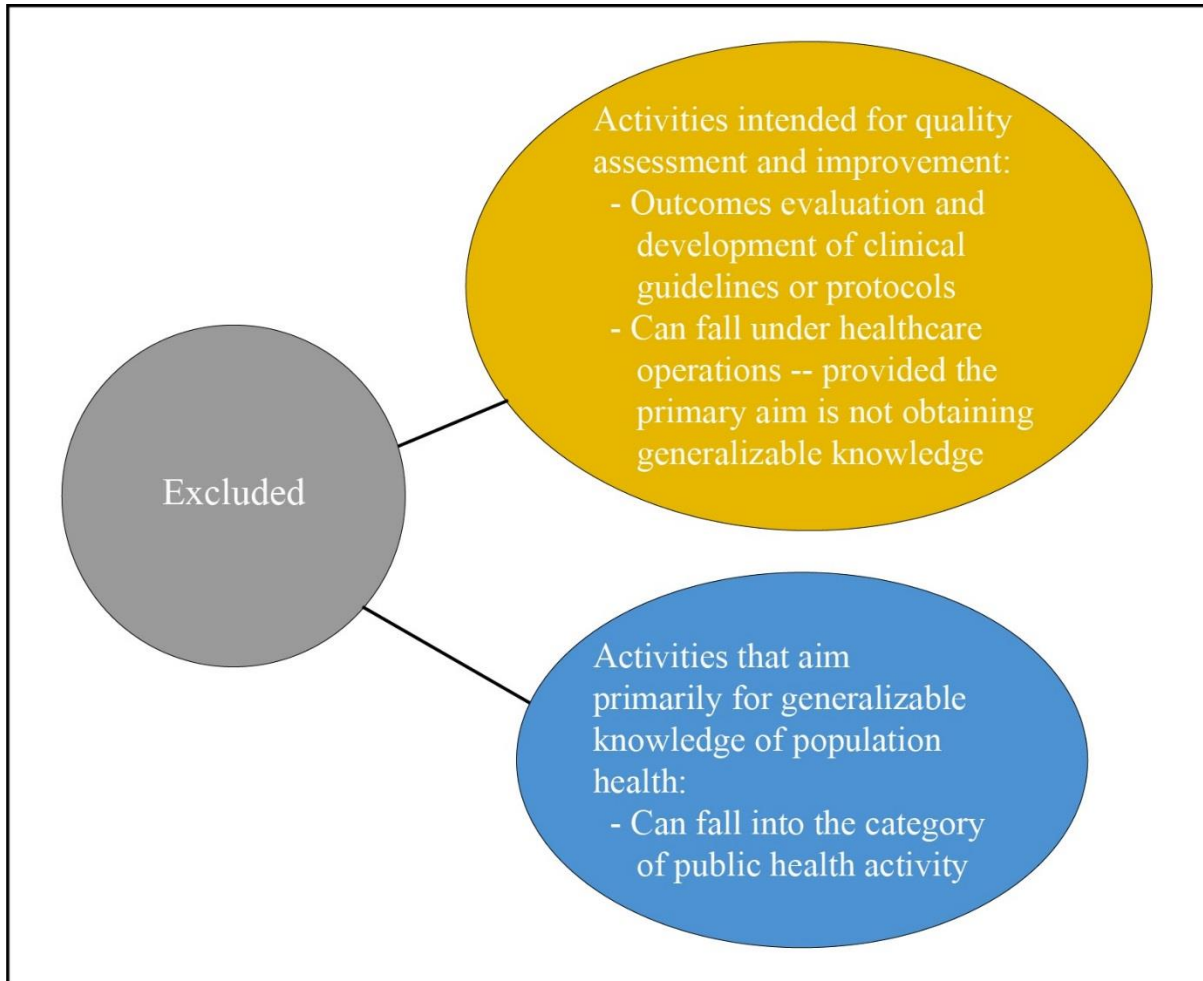 Activities intended for quality
assessment and improvement:
- Outcomes evaluation and
development of clinical
guidelines or protocols
- Can fall under healthcare
operations -- provided the
primary aim is not obtaining
generalizable knowledge
Excluded
Activities that aim
primarily for generalizable
knowledge of population
health:
- Can fall into the category
of public health activity